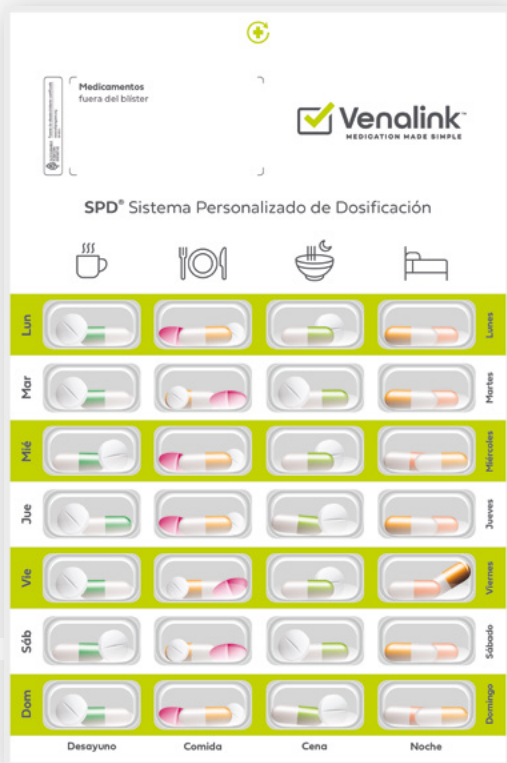 Medicamentos
fuera del blíster
Venalink™
MEDICATION MADE SIMPLE
SPD® Sistema Personalizado de Dosificación
Lun
Lunes
Mar
Martes
Mié
Miércoles
Jue
Jueves
Vie
Viernes
Sáb
Sábado
Dom
Domingo
Desayuno
Comida
Cena
Noche